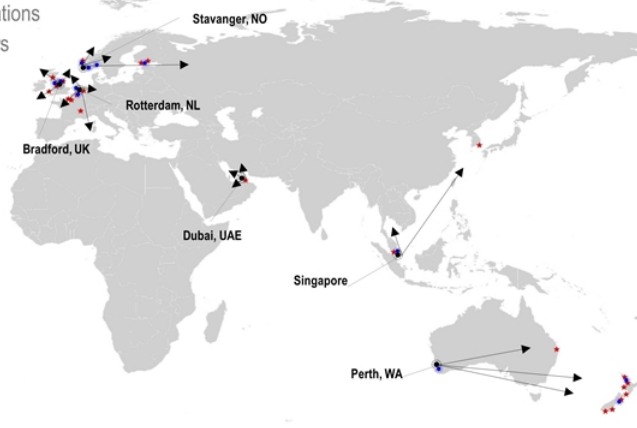 Stavanger, NO
Rotterdam, NL
Bradford, UK
Dubai, UAE
Singapore
Perth, WA